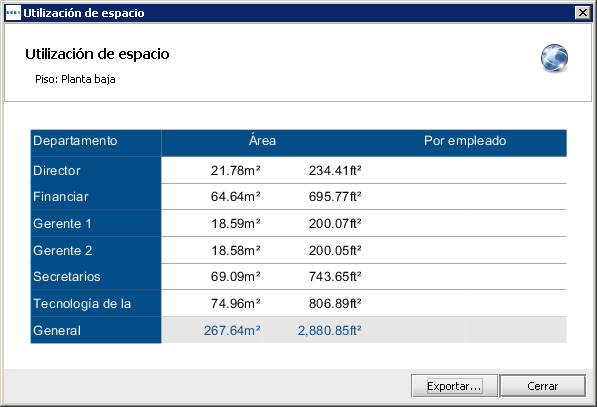 Utilización de espacio
Utilización de espacio
Piso: Planta baja
Departamento Área Por empleado
Director 21.78m² 234.41ft²
Financiar 64.64m² 695.77ft²
Gerente 1 18.59m² 200.07ft²
Gerente 2 18.58m² 200.05ft²
Secretarios 69.09m² 743.65ft²
Tecnología de la 74.96m² 806.89ft²
General 267.64m² 2,880.85ft²
Exportar... Cerrar